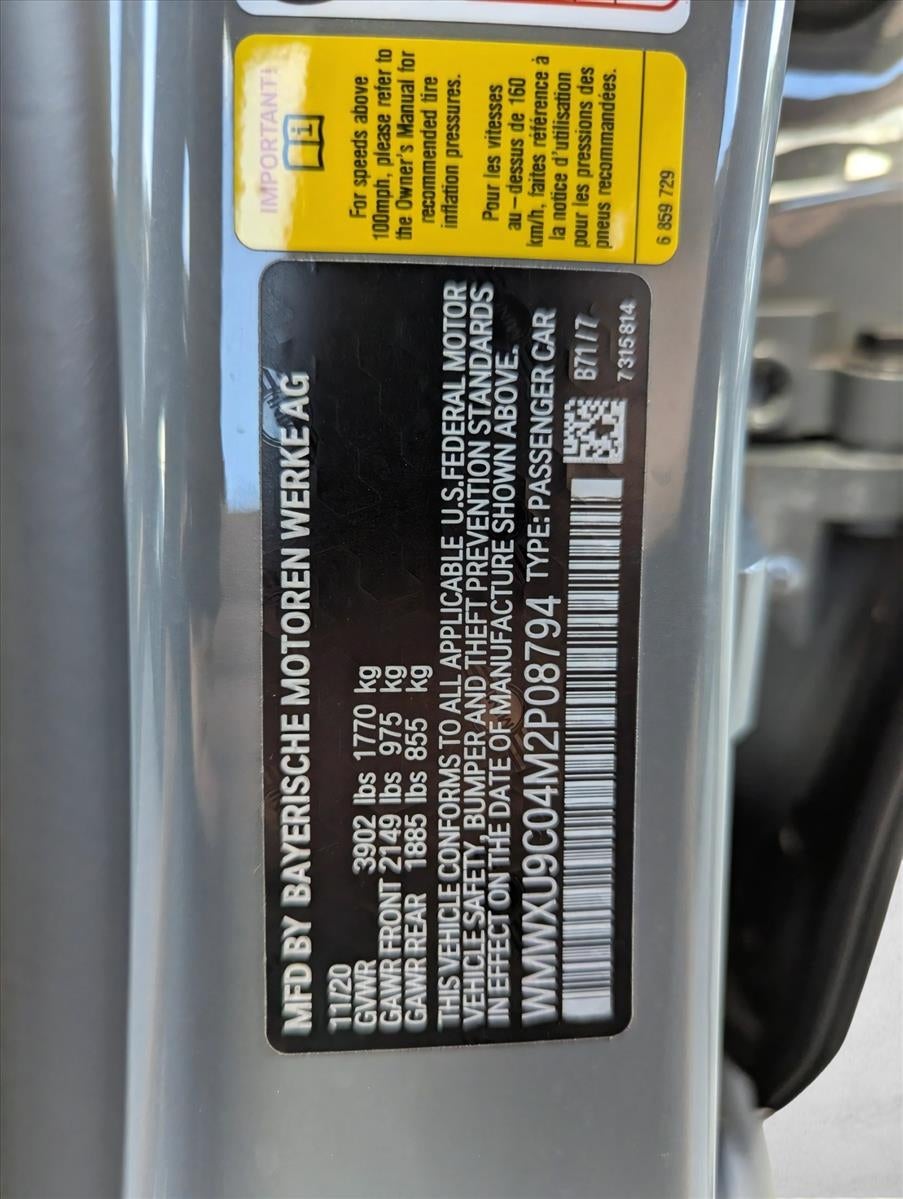 MFD BY BAYERISCHE MOTOREN WERKE AG
11/20
GVWR 3902 lbs 1770 kg
GAWR FRONT 2149 lbs 975 kg
GAWR REAR 1885 lbs 855 kg
THIS VEHICLE CONFORMS TO ALL APPLICABLE U.S.FEDERAL MOTOR
VEHICLE SAFETY, BUMPER AND THEFT PREVENTION STANDARDS
IN EFFECT ON THE DATE OF MANUFACTURE SHOWN ABOVE.
WMWXU9C04M2P08794 TYPE: PASSENGER CAR
B71/7
7315814
IMPORTANT!
For speeds above
100mph, please refer to
the Owner's Manual for
recommended tire
inflation pressures.
Pour les vitesses
au-dessus de 160
km/h, faites référence à
la notice d'utilisation
pour les pressions des
pneus recommandées.
6 859 729